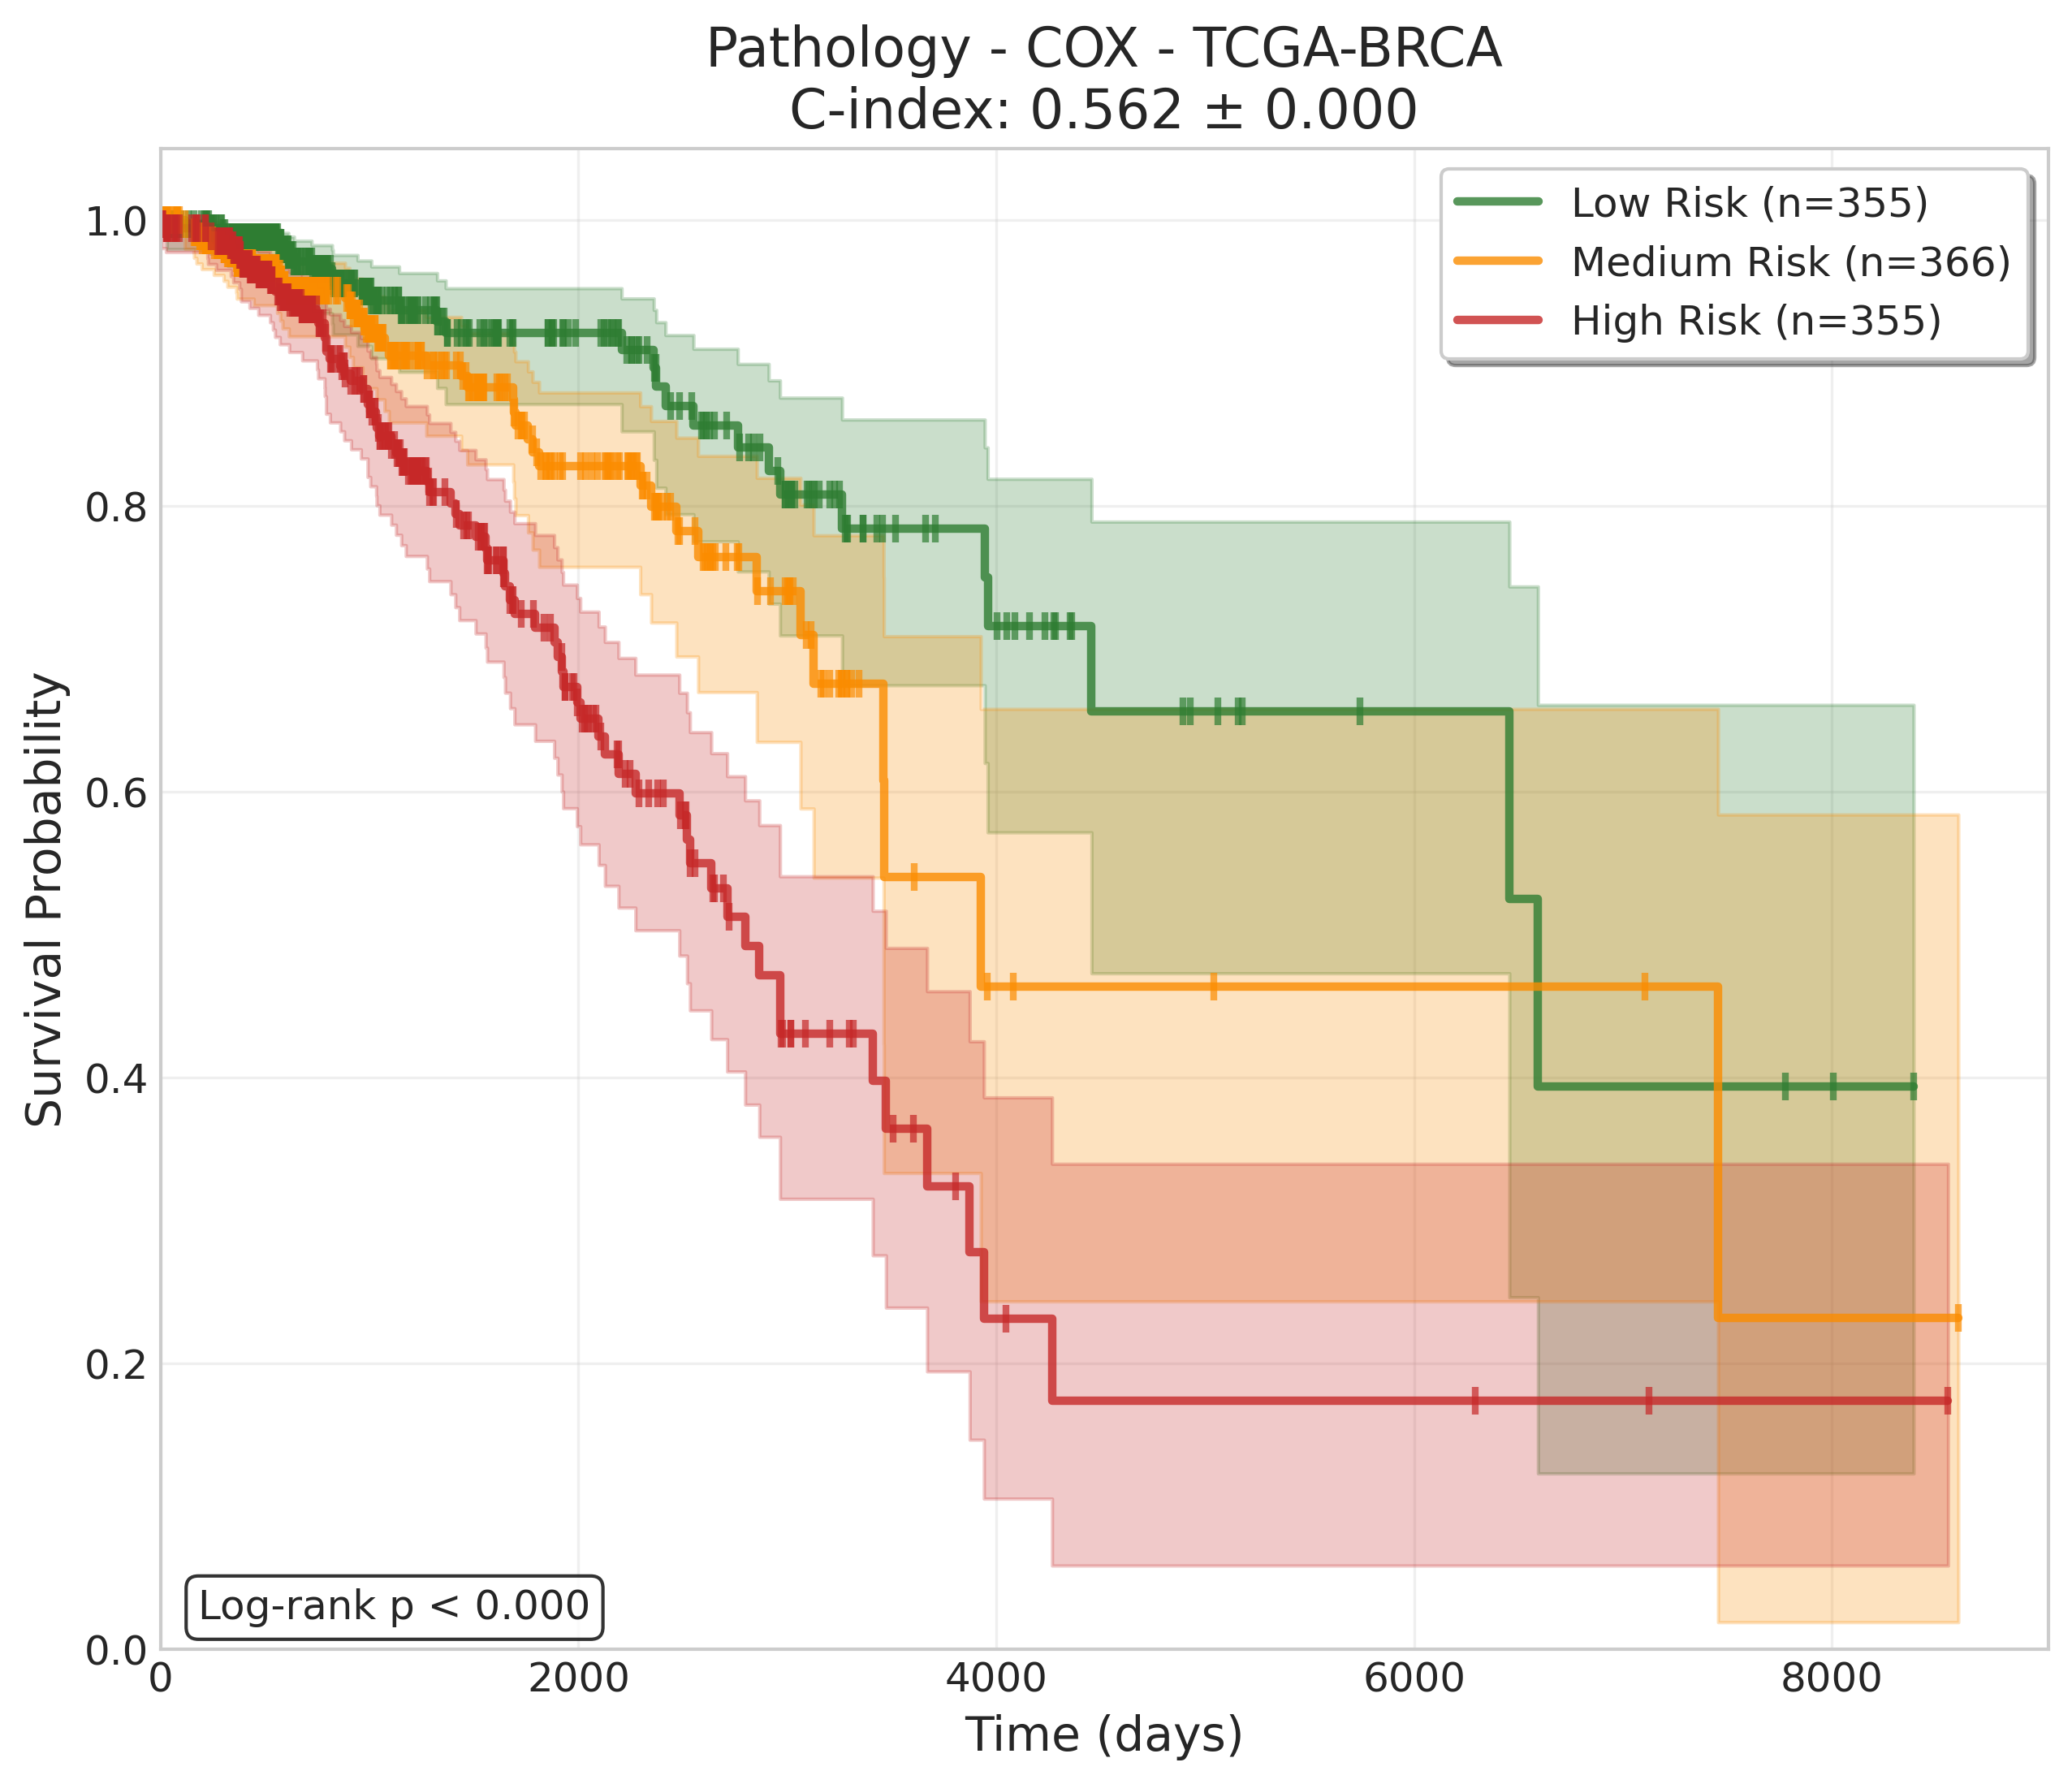 Pathology - COX - TCGA-BRCA
C-index: 0.562 ± 0.000
Low Risk (n=355)
Medium Risk (n=366)
High Risk (n=355)
Survival Probability
1.0
0.8
0.6
0.4
0.2
0.0
Log-rank p < 0.000
0 2000 4000 6000 8000
Time (days)